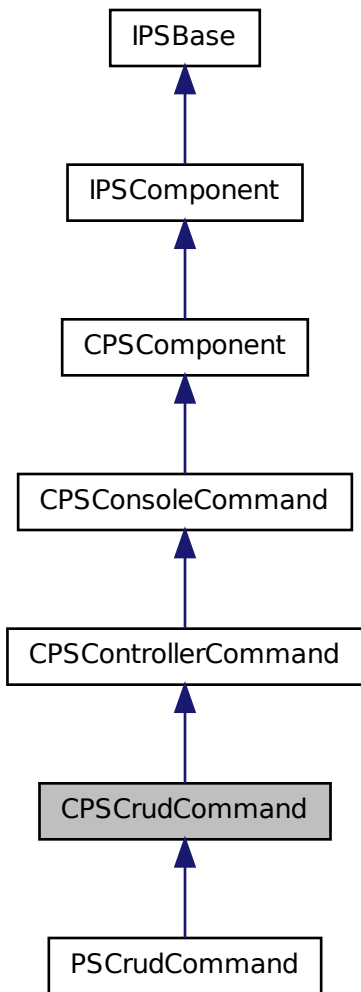 IPSBase
IPSComponent
CPSComponent
CPSConsoleCommand
CPSControllerCommand
CPSCrudCommand
PSCrudCommand